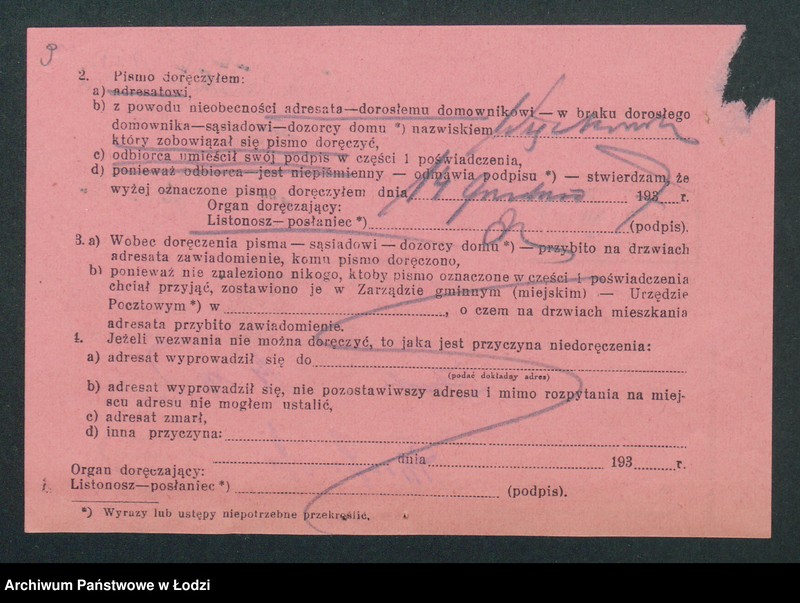 9
2. Pismo doręczyłem:
a) adresatowi,
b) z powodu nieobecności adresata—dorosłemu domownikowi — w braku dorosłego
domownika—sąsiadowi—dozorcy domu *) nazwiskiem
który zobowiązał się pismo doręczyć,
c) odbiorca umieścił swój podpis w części 1 poświadczenia,
d) ponieważ odbiorca—jest niepiśmienny — odmawia podpisu *) — stwierdzam, że
wyżej oznaczone pismo doręczyłem dnia 14 193 r.
Organ doręczający:
Listonosz—posłaniec *) (podpis).
3. a) Wobec doręczenia pisma — sąsiadowi — dozorcy domu *) — przybito na drzwiach
adresata zawiadomienie, komu pismo doręczono,
b) ponieważ nie znaleziono nikogo, ktoby pismo oznaczone w części 1 poświadczenia
chciał przyjąć, zostawiono je w Zarządzie gminnym (miejskim) — Urzędzie
Pocztowym *) w , o czem na drzwiach mieszkania
adresata przybito zawiadomienie.
4. Jeżeli wezwania nie można doręczyć, to jaka jest przyczyna niedoręczenia:
a) adresat wyprowadził się do
(podać dokładny adres)
b) adresat wyprowadził się, nie pozostawiwszy adresu i mimo rozpytania na miej-
scu adresu nie mogłem ustalić,
c) adresat zmarł,
d) inna przyczyna:
dnia 193 r.
Organ doręczający:
Listonosz—posłaniec *) (podpis).
*) Wyrazy lub ustępy niepotrzebne przekreślić.
Archiwum Państwowe w Łodzi